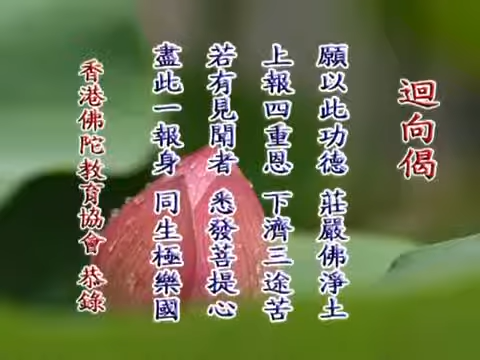 迴向偈
願以此功德 莊嚴佛淨土
上報四重恩 下濟三途苦
若有見聞者 悉發菩提心
盡此一報身 同生極樂國
香港佛陀教育協會 恭錄